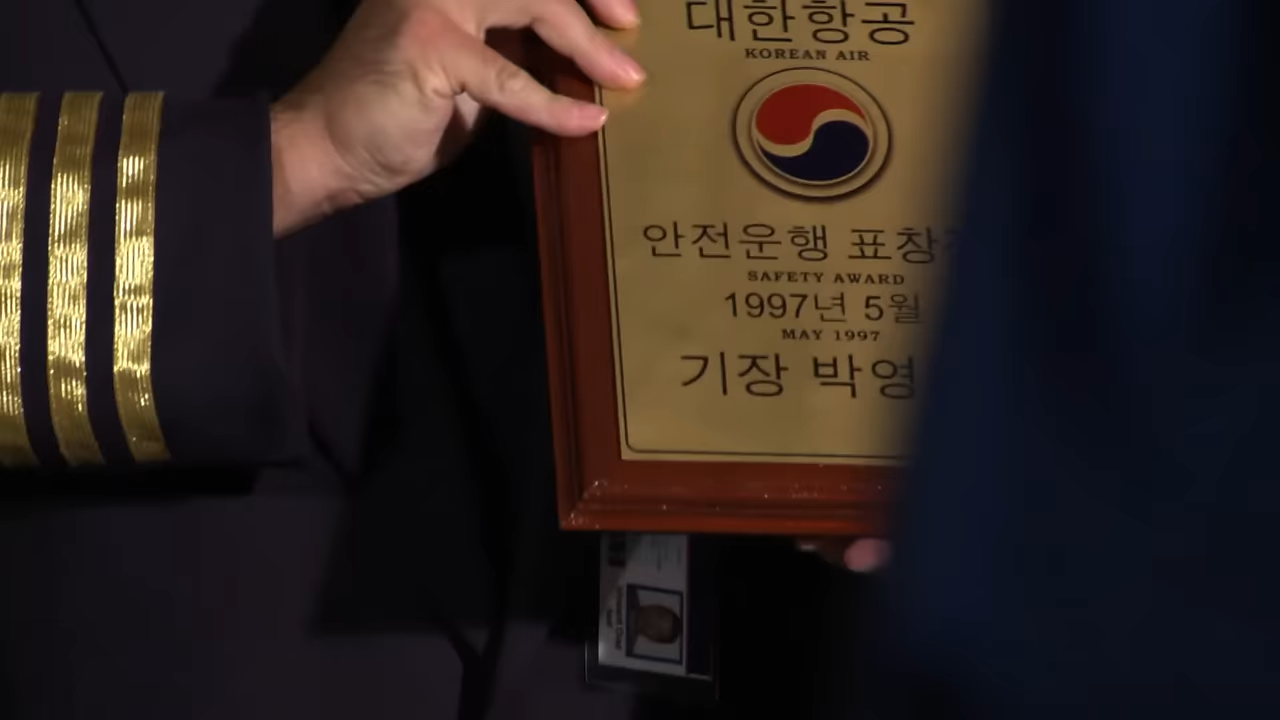 대한항공
KOREAN AIR
안전운행 표창
SAFETY AWARD
1997년 5월
MAY 1997
기장 박영